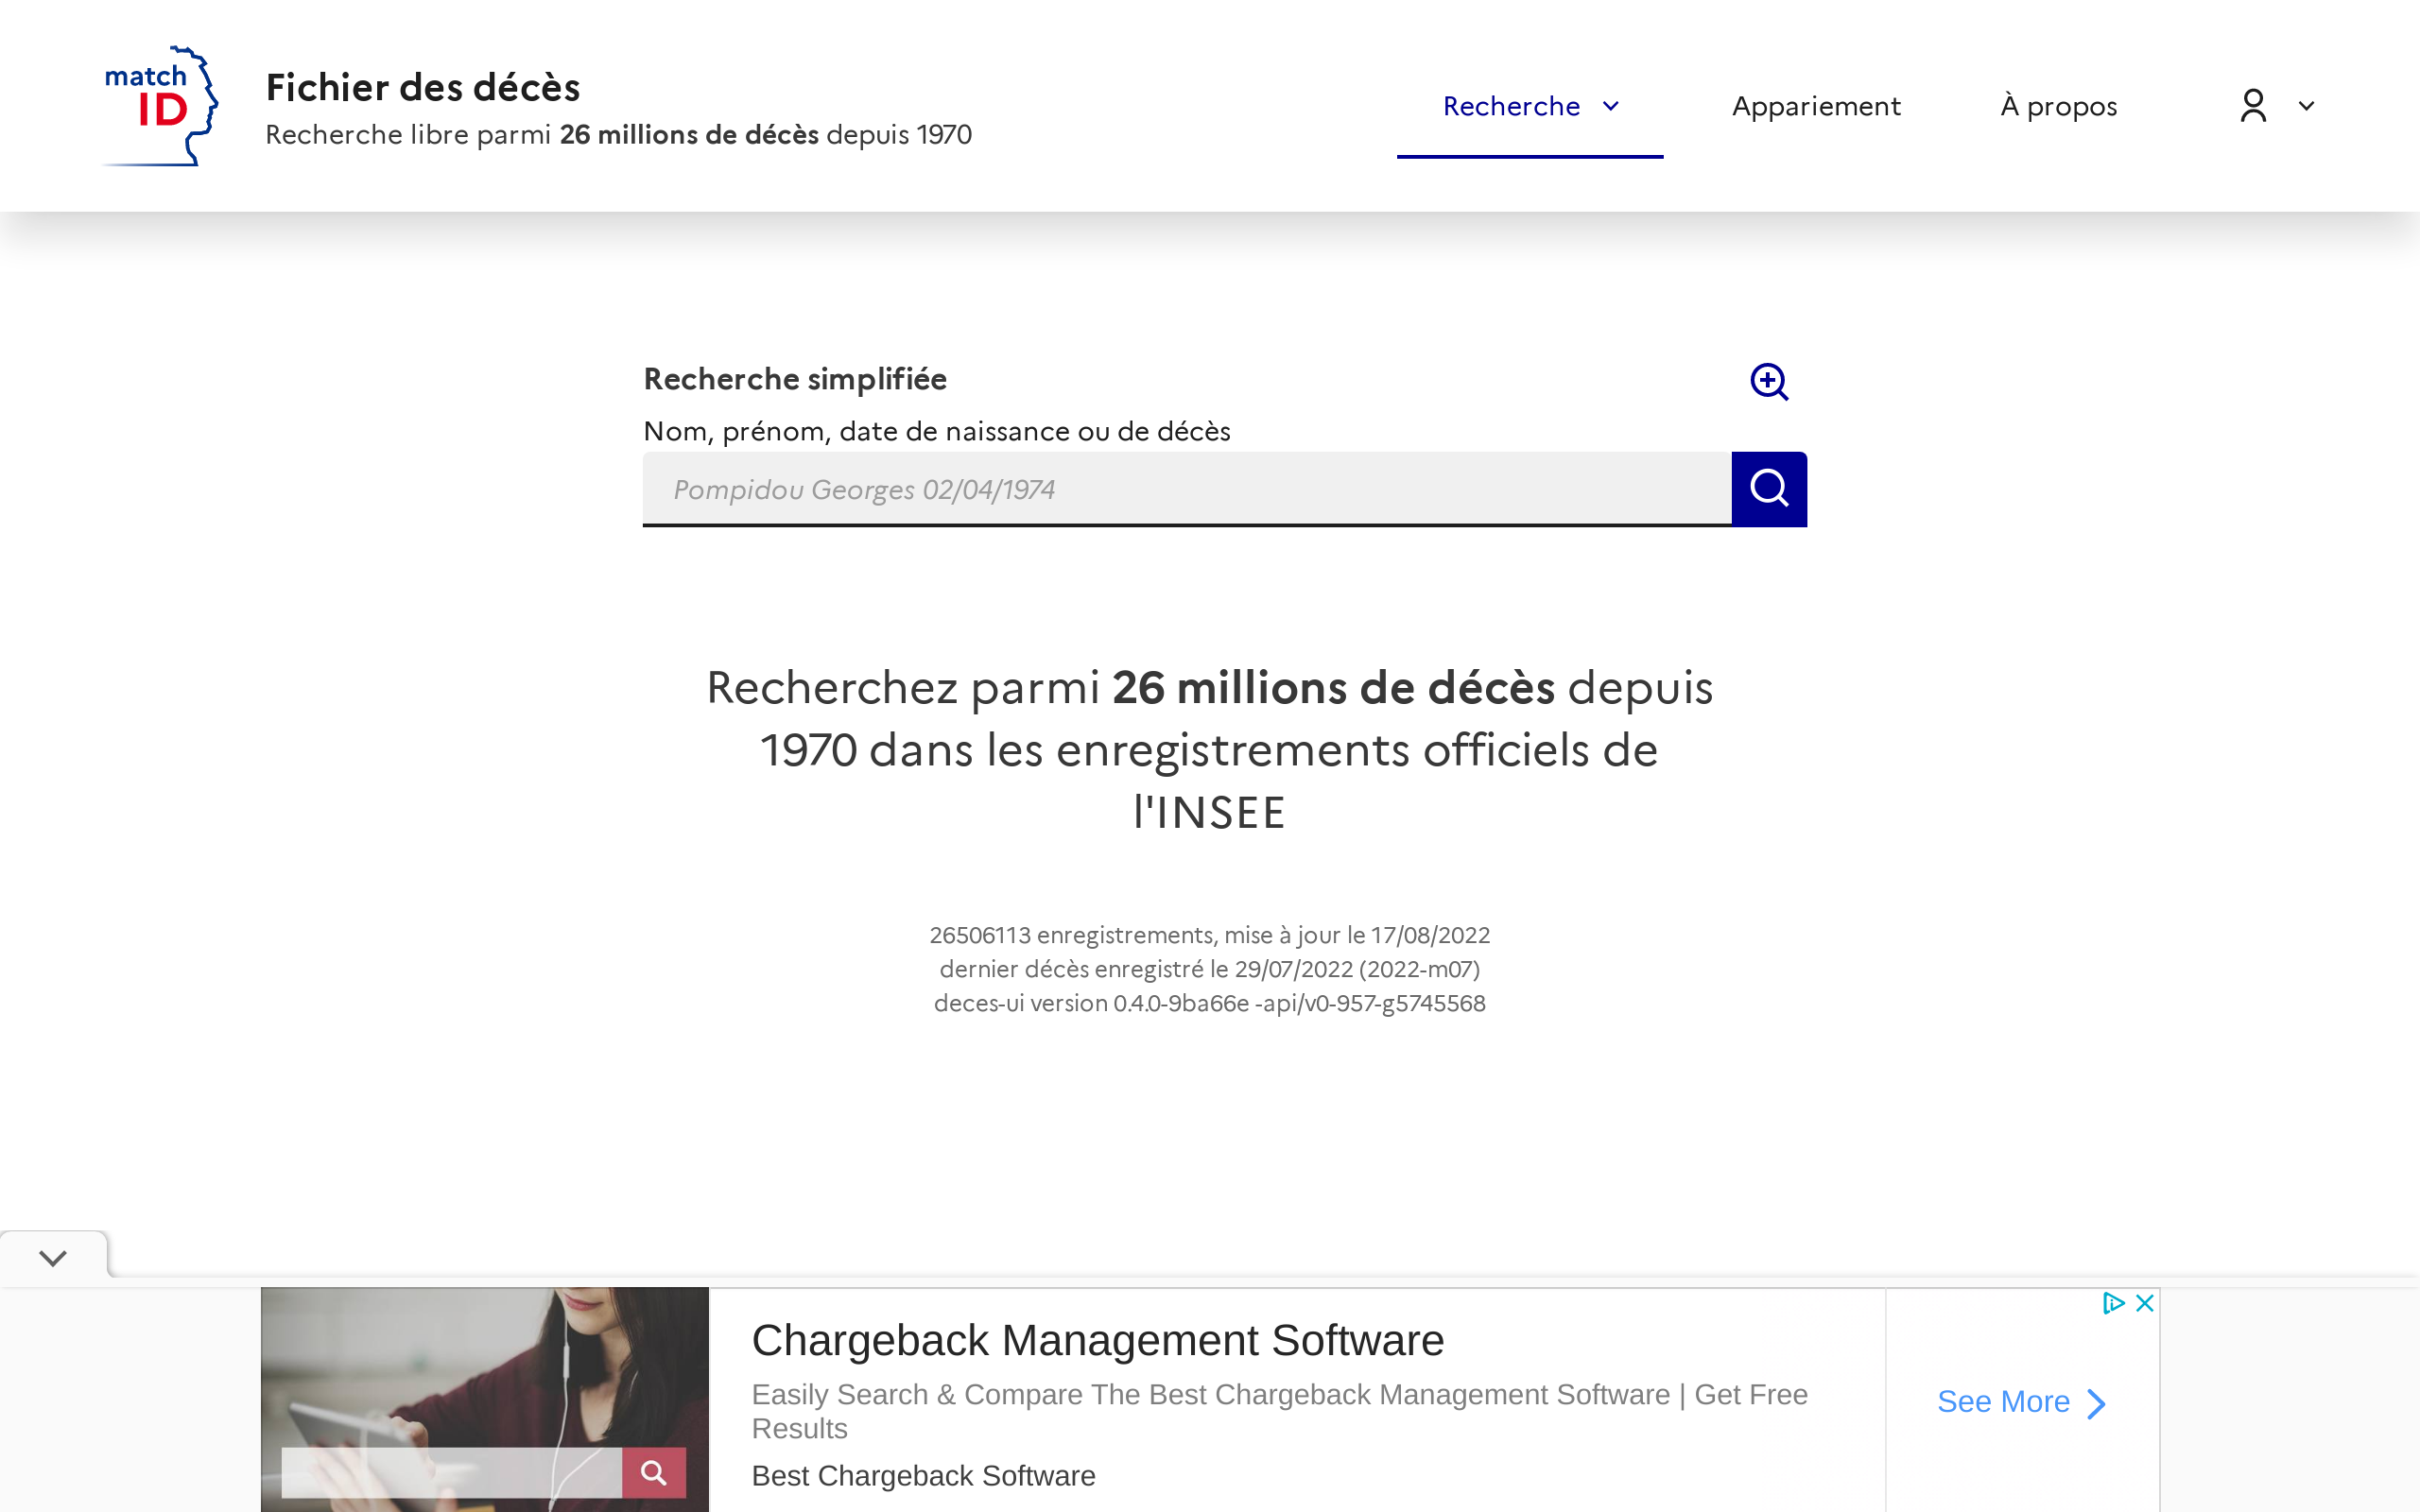 match
ID
Fichier des décès
Recherche libre parmi 26 millions de décès depuis 1970
Recherche
Appariement
À propos
Recherche simplifiée
Nom, prénom, date de naissance ou de décès
Pompidou Georges 02/04/1974
Recherchez parmi 26 millions de décès depuis
1970 dans les enregistrements officiels de
l'INSEE
26506113 enregistrements, mise à jour le 17/08/2022
dernier décès enregistré le 29/07/2022 (2022-m07)
deces-ui version 0.4.0-9ba66e -api/v0-957-g5745568
Chargeback Management Software
Easily Search & Compare The Best Chargeback Management Software | Get Free
Results
Best Chargeback Software
See More